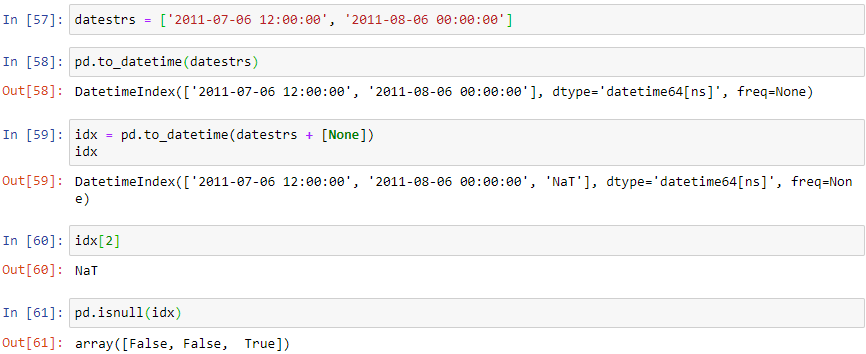 In [57]: datestrs = ['2011-07-06 12:00:00', '2011-08-06 00:00:00']
In [58]: pd.to_datetime(datestrs)
Out[58]: DatetimeIndex(['2011-07-06 12:00:00', '2011-08-06 00:00:00'], dtype='datetime64[ns]', freq=None)
In [59]: idx = pd.to_datetime(datestrs + [None])
idx
Out[59]: DatetimeIndex(['2011-07-06 12:00:00', '2011-08-06 00:00:00', 'NaT'], dtype='datetime64[ns]', freq=Non
e)
In [60]: idx[2]
Out[60]: NaT
In [61]: pd.isnull(idx)
Out[61]: array([False, False,  True])